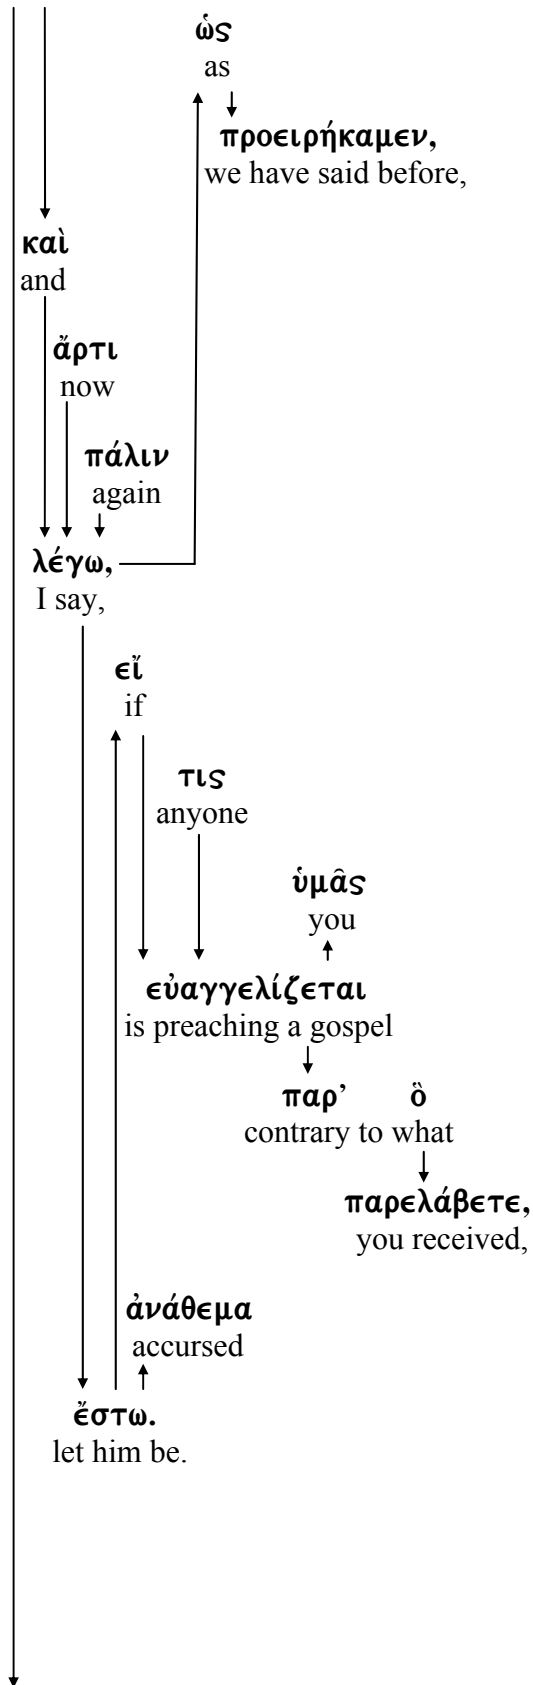 ὡς
as
προειρήκαμεν,
we have said before,
καὶ
and
ἄρτι
now
πάλιν
again
λέγω,
I say,
εἴ
if
τις
anyone
ὑμᾶς
you
εὐαγγελίζεται
is preaching a gospel
παρ’ ὃ
contrary to what
παρελάβετε,
you received,
ἀνάθεμα
accursed
ἔστω.
let him be.